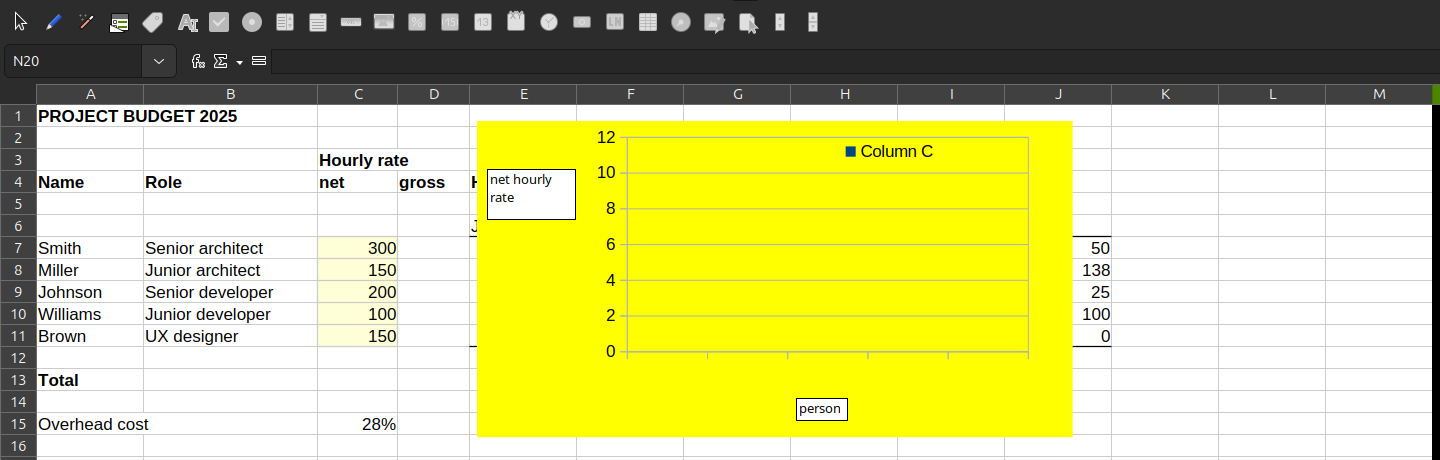 N20
A B C D E F G H I J K L M
1 PROJECT BUDGET 2025
2
3 Hourly rate
4 Name Role net gross
5
6
7 Smith Senior architect 300 50
8 Miller Junior architect 150 138
9 Johnson Senior developer 200 25
10 Williams Junior developer 100 100
11 Brown UX designer 150 0
12
13 Total
14
15 Overhead cost 28%
16
net hourly
rate
Column C
12
10
8
6
4
2
0
person